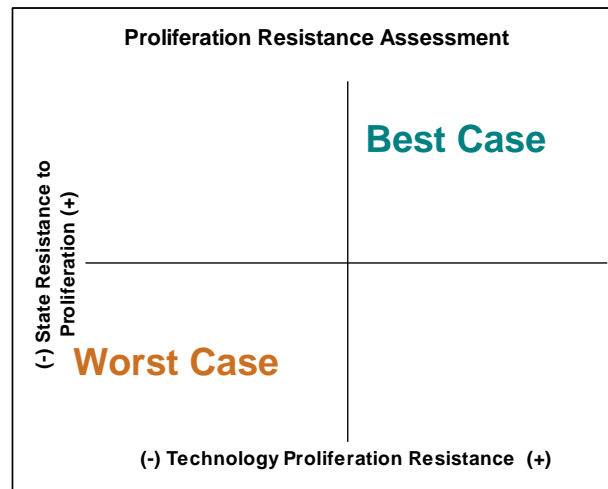 Proliferation Resistance Assessment
Best Case
(-) State Resistance to
Proliferation (+)
Worst Case
(-) Technology Proliferation Resistance (+)